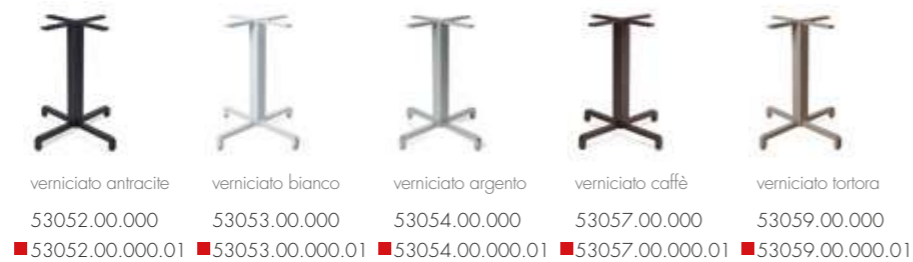 verniciato antracite verniciato bianco verniciato argento verniciato caffè verniciato tortora
53052.00.000 53053.00.000 53054.00.000 53057.00.000 53059.00.000
53052.00.000.01 53053.00.000.01 53054.00.000.01 53057.00.000.01 53059.00.000.01